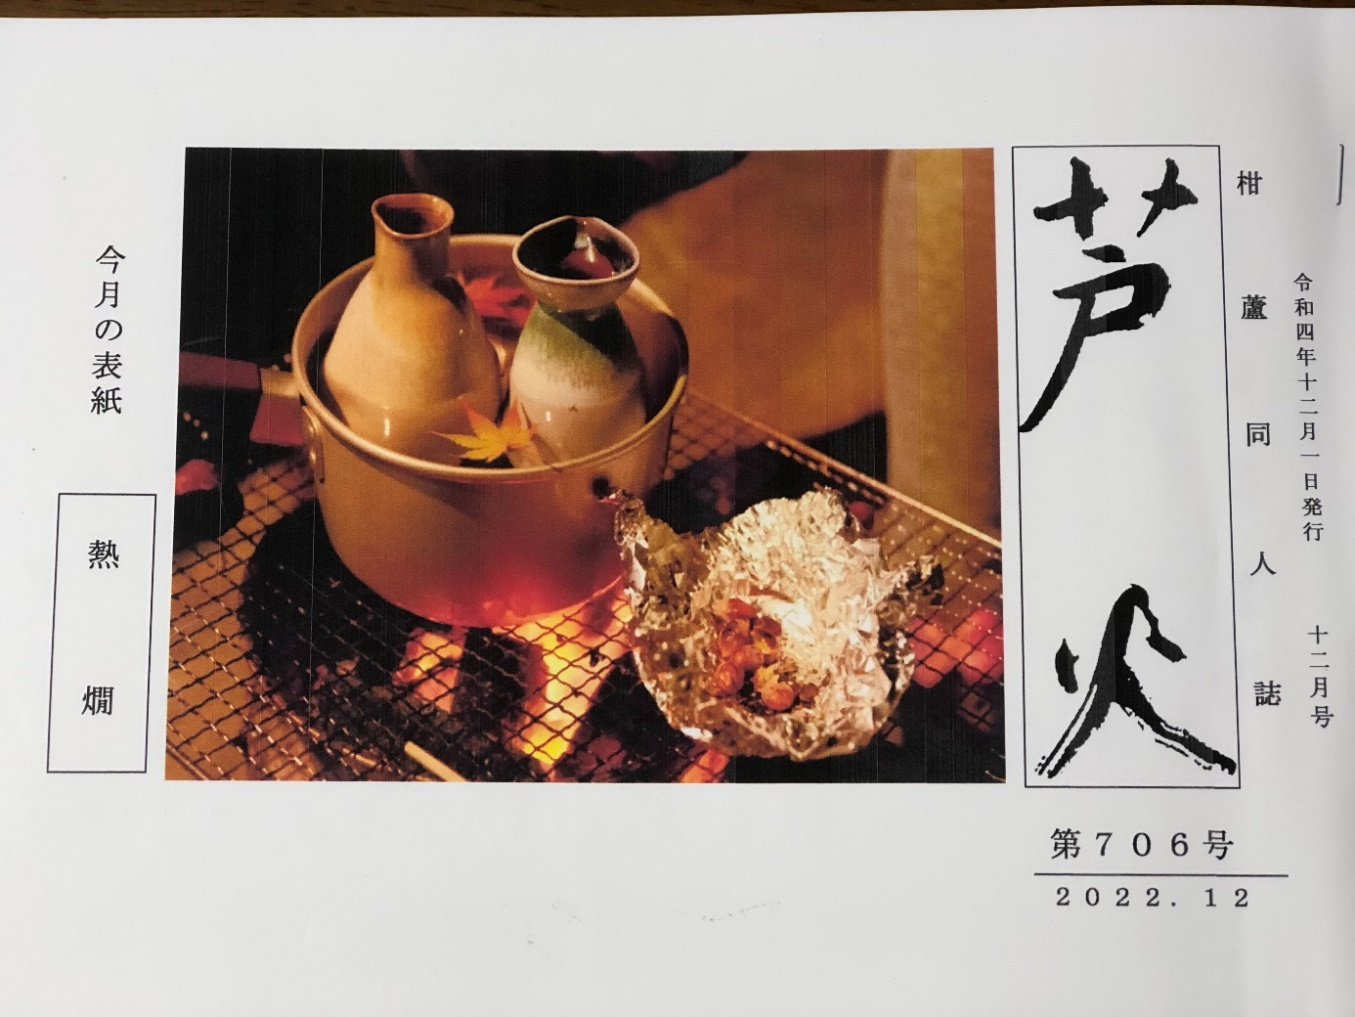 令和四年十二月一日発行
十二月号
柑蘆同人誌
芦火
第７０６号
２０２２.１２
今月の表紙
熱燗